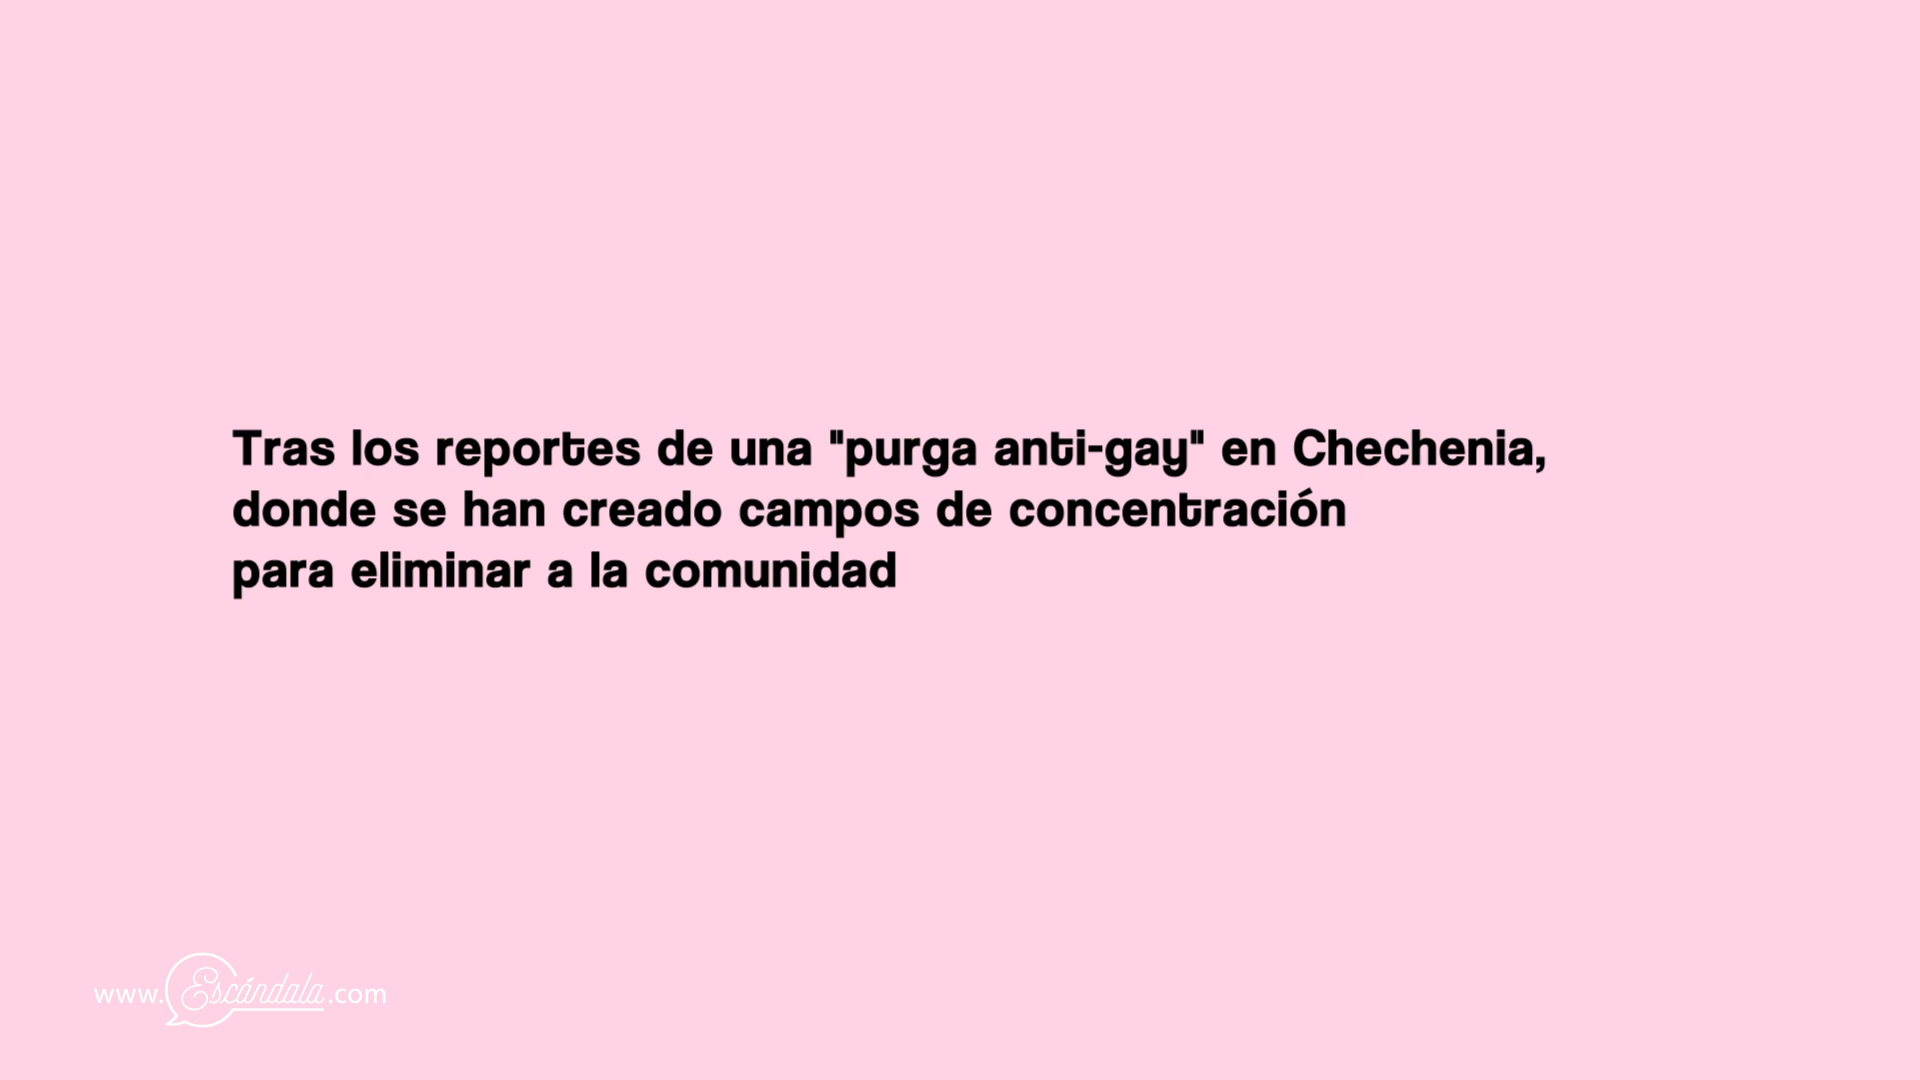 Tras los reportes de una "purga anti-gay" en Chechenia,
donde se han creado campos de concentración
para eliminar a la comunidad
www.Escándala.com